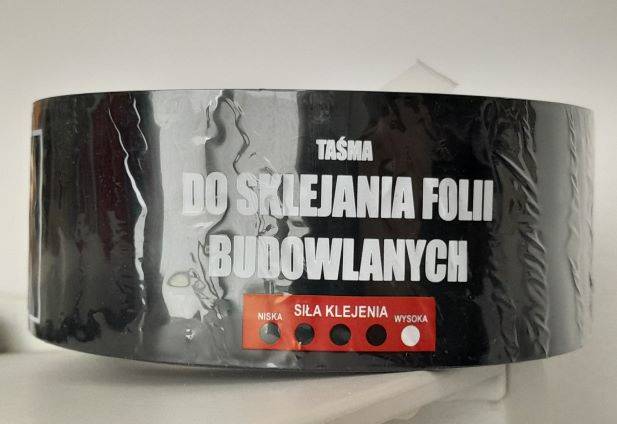 TAŚMA
DO SKLEJANIA FOLII
BUDOWLANYCH
SIŁA KLEJENIA
NISKA WYSOKA